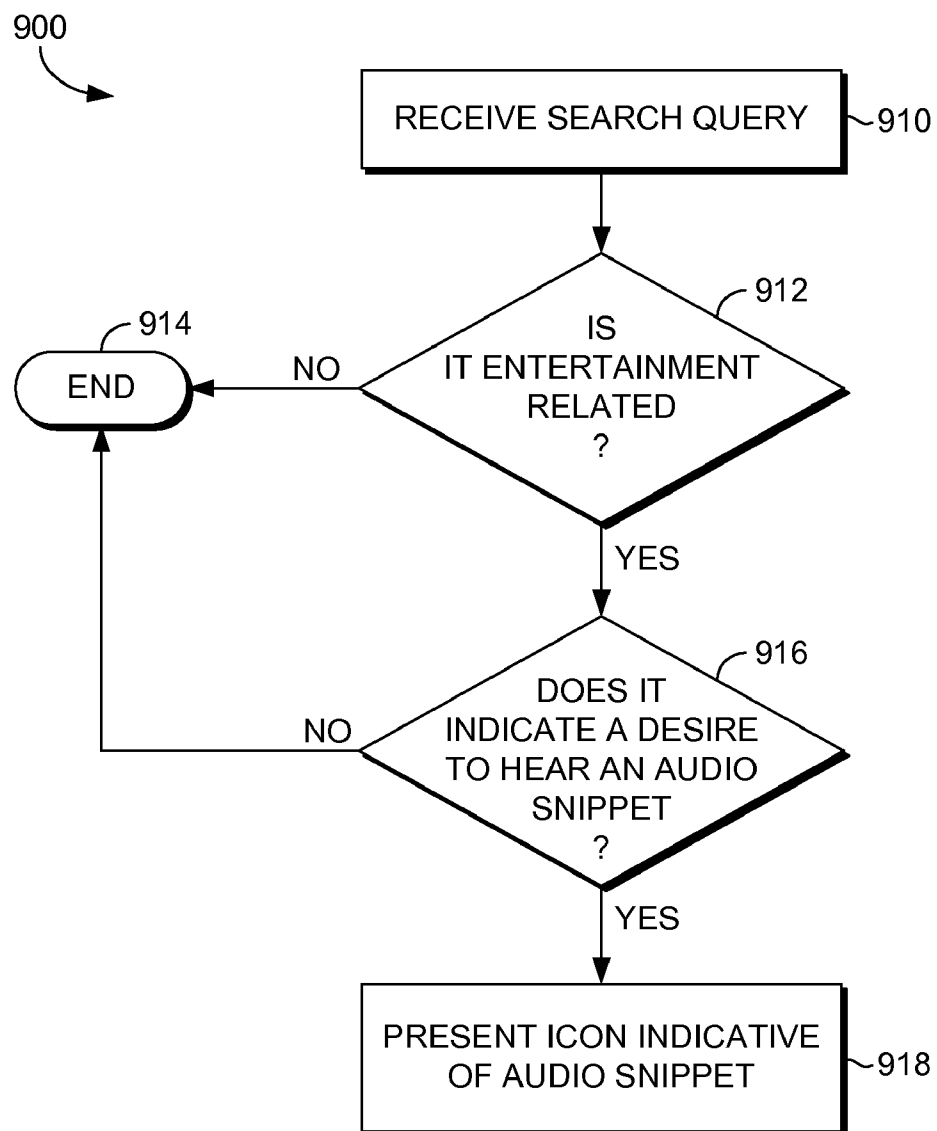 900
RECEIVE SEARCH QUERY
910
912
IS
IT ENTERTAINMENT
RELATED
?
914
END
NO
YES
916
DOES IT
INDICATE A DESIRE
TO HEAR AN AUDIO
SNIPPET
?
NO
YES
PRESENT ICON INDICATIVE
OF AUDIO SNIPPET
918